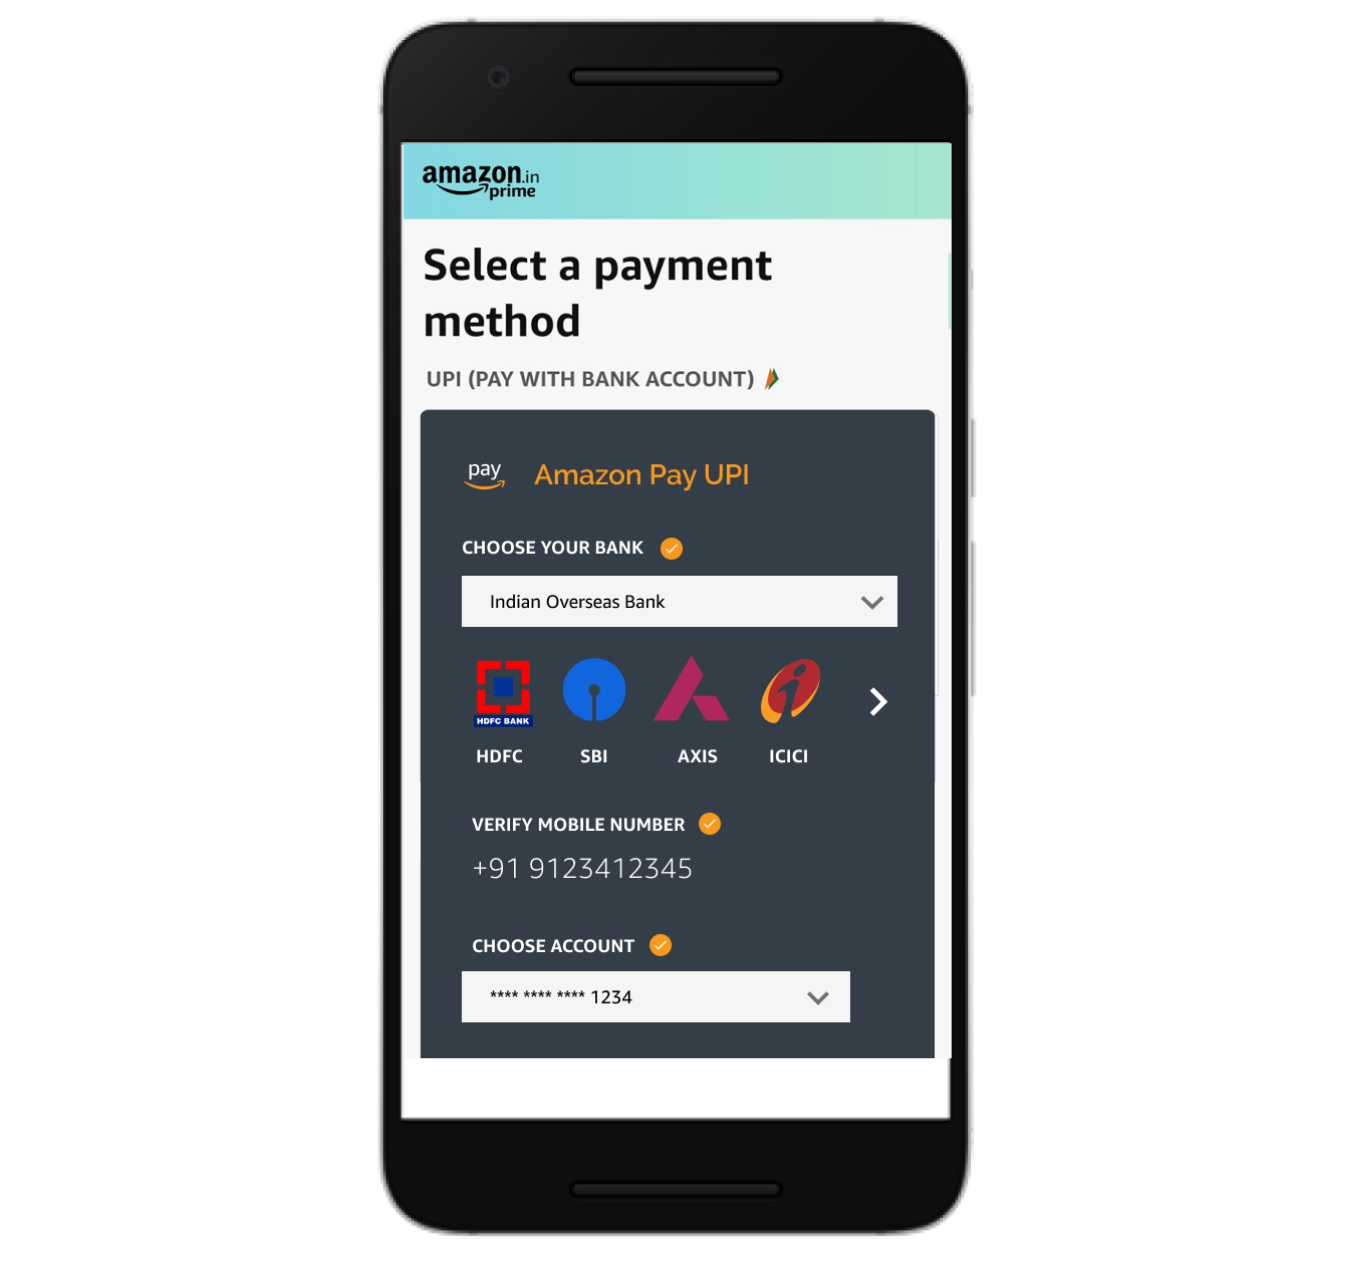 amazon.in
prime
Select a payment
method
UPI (PAY WITH BANK ACCOUNT)
pay Amazon Pay UPI
CHOOSE YOUR BANK
Indian Overseas Bank
HDFC BANK
HDFC SBI AXIS ICICI
VERIFY MOBILE NUMBER
+91 9123412345
CHOOSE ACCOUNT
**** **** **** 1234